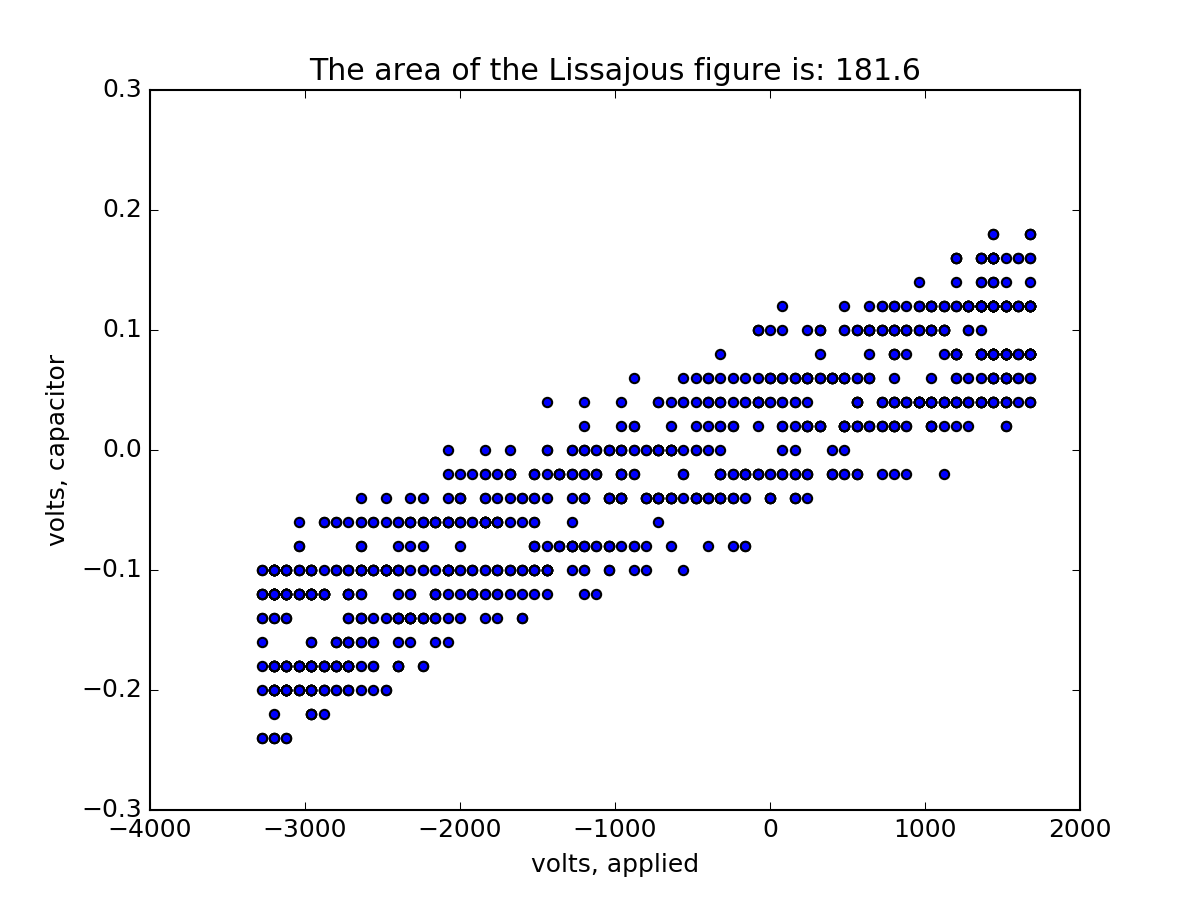 The area of the Lissajous figure is: 181.6
0.3
0.2
0.1
0.0
−0.1
−0.2
−0.3
volts, capacitor
−4000 −3000 −2000 −1000 0 1000 2000
volts, applied